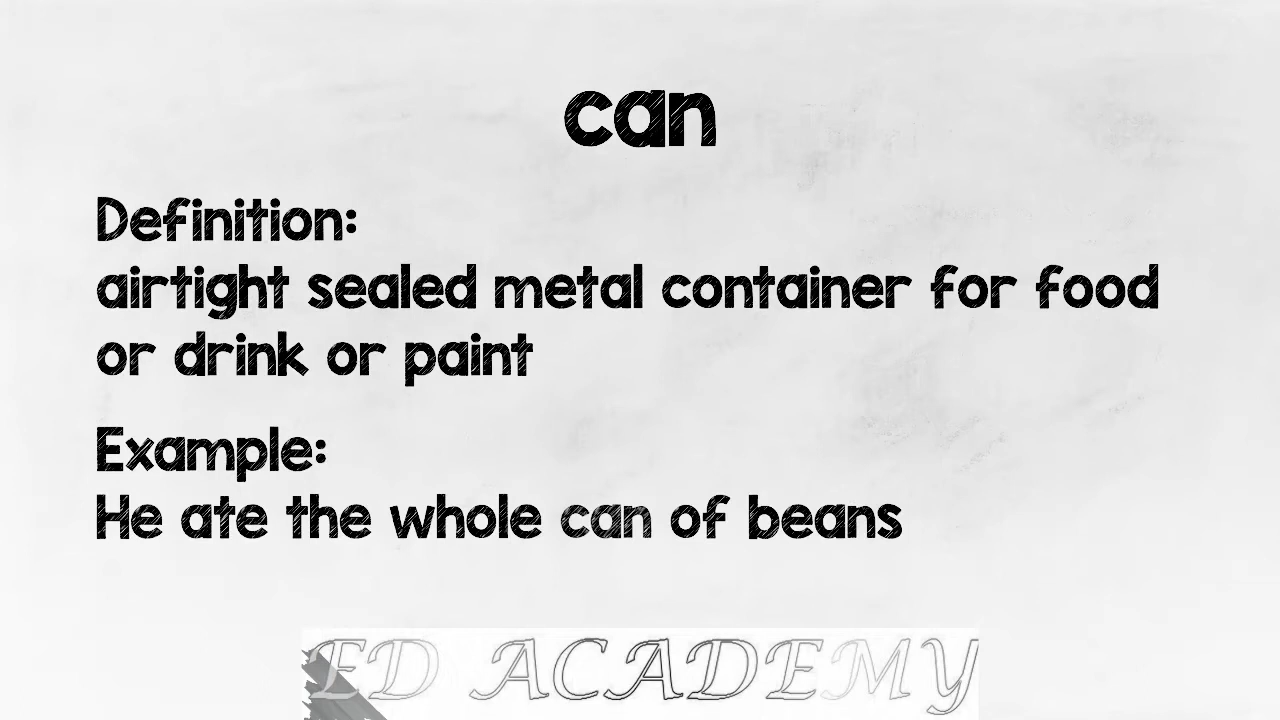 can
Definition:
airtight sealed metal container for food
or drink or paint
Example:
He ate the whole can of beans
ED ACADEMY